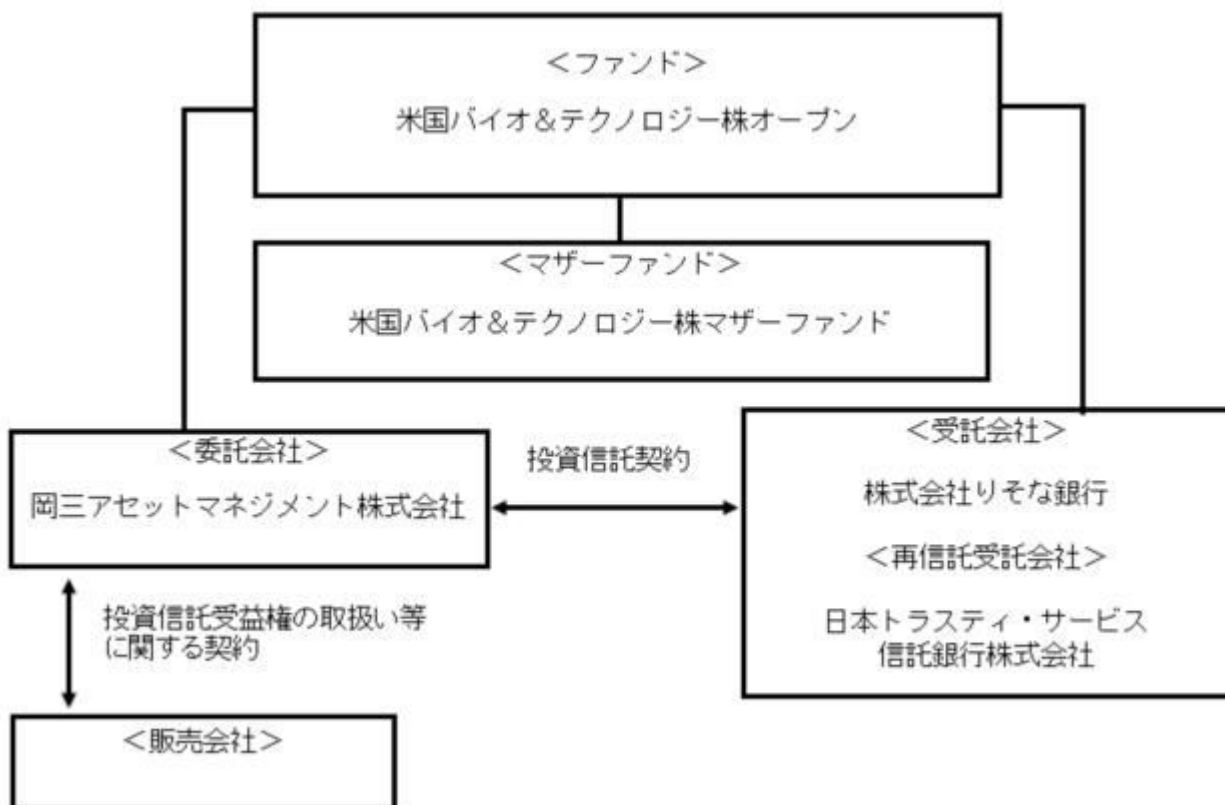 ＜ファンド＞
米国バイオ＆テクノロジー株オープン
＜マザーファンド＞
米国バイオ＆テクノロジー株マザーファンド
＜委託会社＞
岡三アセットマネジメント株式会社
投資信託契約
＜受託会社＞
株式会社りそな銀行
＜再信託受託会社＞
日本トラスティ・サービス
信託銀行株式会社
投資信託受益権の取扱い等
に関する契約
＜販売会社＞